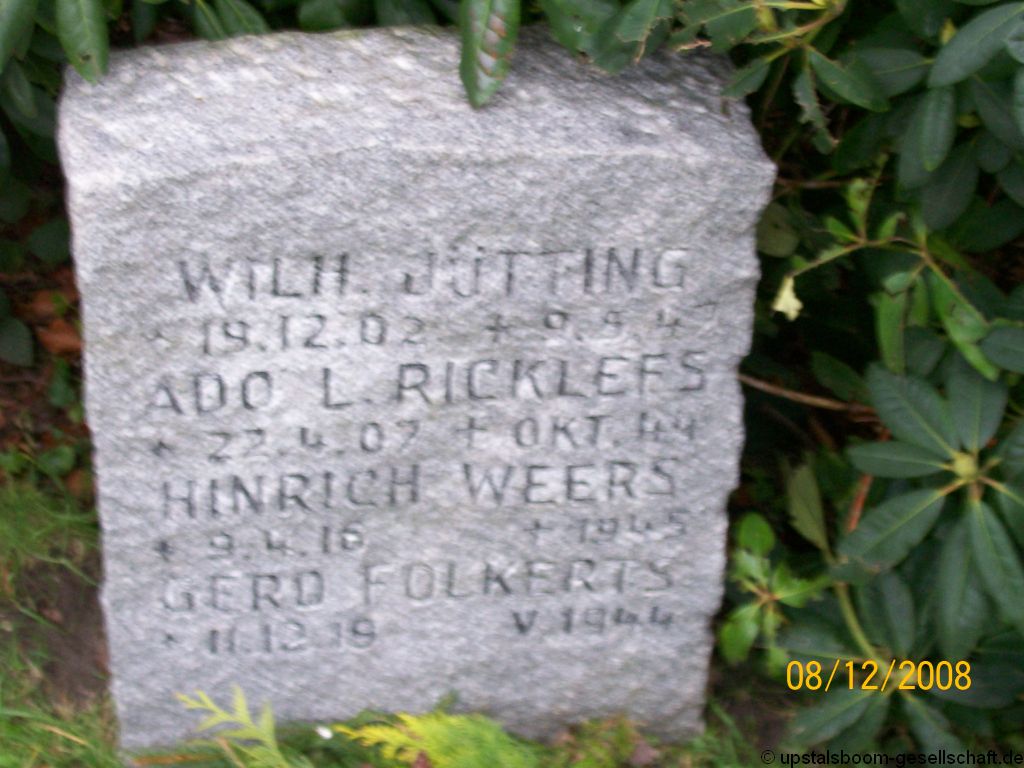 WILH. JÜTTING
* 19.12.02 + 9.9.47
ADO L. RICKLEFS
* 22.4.07 + OKT. 44
HINRICH WEERS
* 9.4.16 + 1945
GERD FOLKERTS
* 11.12.19 V.1944
08/12/2008
© upstalsboom-gesellschaft.de